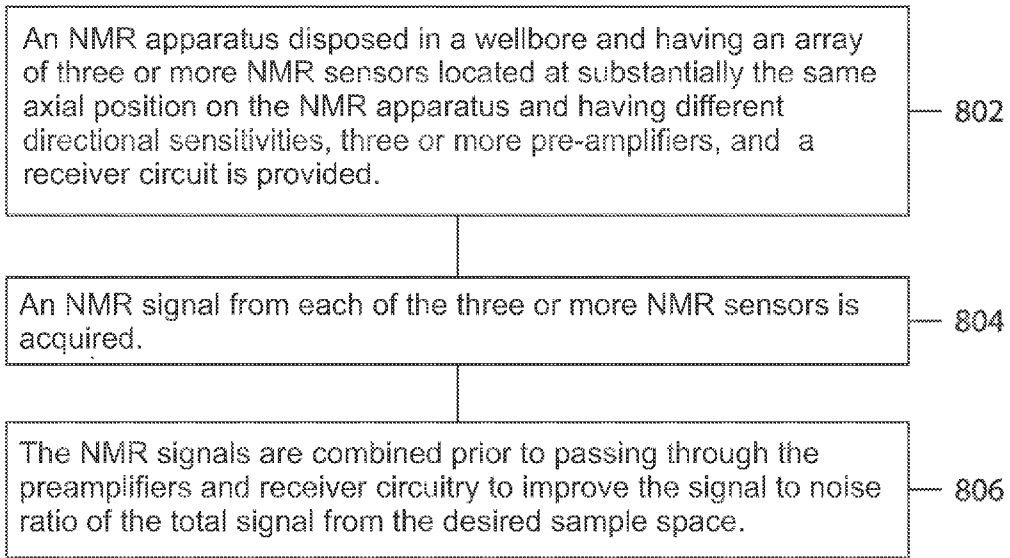 An NMR apparatus disposed in a wellbore and having an array
of three or more NMR sensors located at substantially the same
axial position on the NMR apparatus and having different
directional sensitivities, three or more pre-amplifiers, and a
receiver circuit is provided.
802
An NMR signal from each of the three or more NMR sensors is
acquired.
804
The NMR signals are combined prior to passing through the
preamplifiers and receiver circuitry to improve the signal to noise
ratio of the total signal from the desired sample space.
806